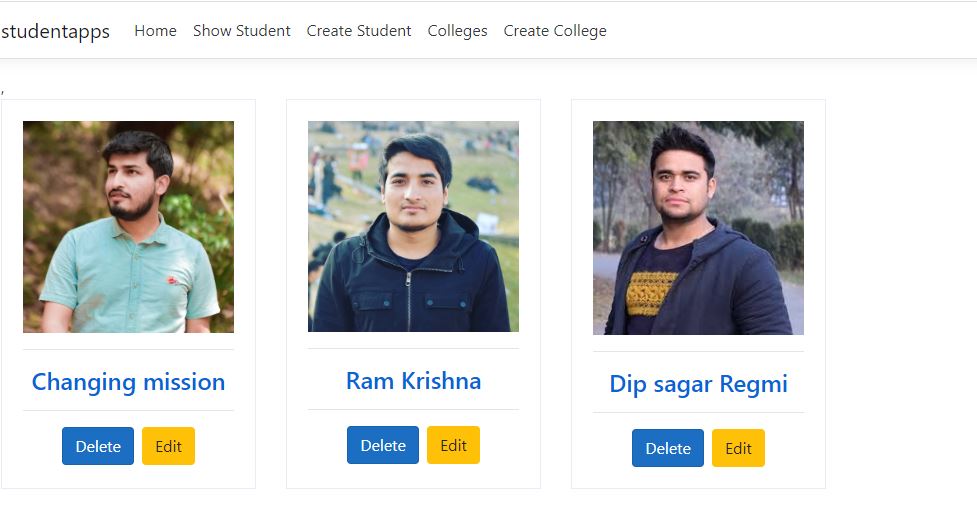 studentapps Home Show Student Create Student Colleges Create College
,
Changing mission Ram Krishna Dip sagar Regmi
Delete Edit Delete Edit Delete Edit